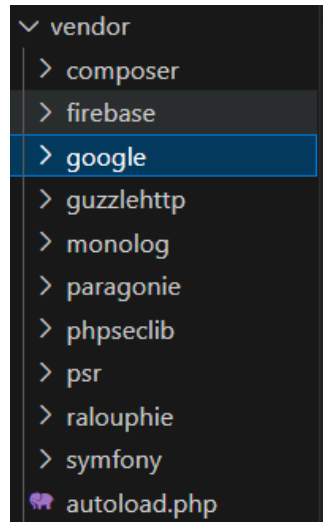 vendor
composer
firebase
google
guzzlehttp
monolog
paragonie
phpseclib
psr
ralouphie
symfony
autoload.php